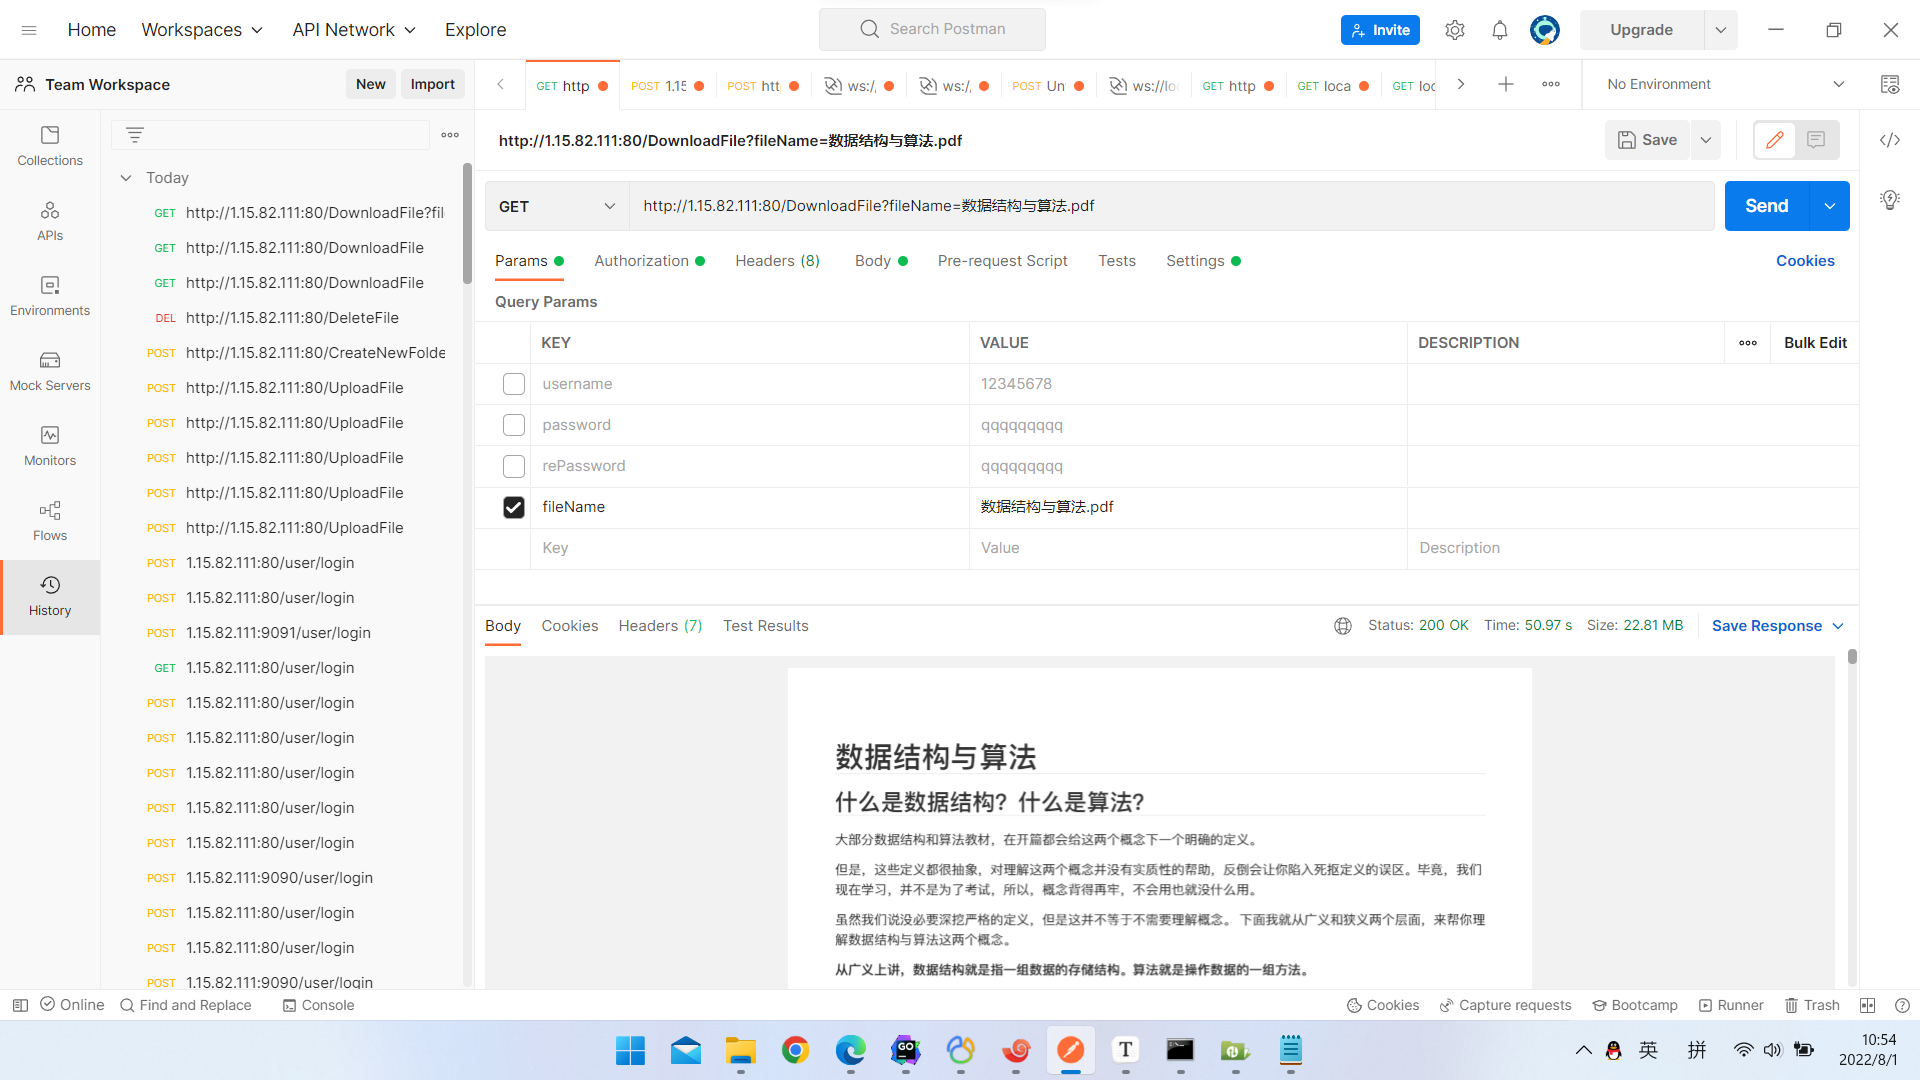 Home Workspaces API Network Explore Search Postman Invite Upgrade
Team Workspace New Import GET http POST 1.15 POST htt ws:/, ws:/, POST Un ws://lo GET http GET loca GET loc No Environment
Collections
APIs
Environments
Mock Servers
Monitors
Flows
History
Today
GET http://1.15.82.111:80/DownloadFile?fil
GET http://1.15.82.111:80/DownloadFile
GET http://1.15.82.111:80/DownloadFile
DEL http://1.15.82.111:80/DeleteFile
POST http://1.15.82.111:80/CreateNewFolde
POST http://1.15.82.111:80/UploadFile
POST http://1.15.82.111:80/UploadFile
POST http://1.15.82.111:80/UploadFile
POST http://1.15.82.111:80/UploadFile
POST http://1.15.82.111:80/UploadFile
POST 1.15.82.111:80/user/login
POST 1.15.82.111:80/user/login
POST 1.15.82.111:9091/user/login
GET 1.15.82.111:80/user/login
POST 1.15.82.111:80/user/login
POST 1.15.82.111:80/user/login
POST 1.15.82.111:80/user/login
POST 1.15.82.111:80/user/login
POST 1.15.82.111:80/user/login
POST 1.15.82.111:9090/user/login
POST 1.15.82.111:80/user/login
POST 1.15.82.111:80/user/login
POST 1.15.82.111:9090/user/login
http://1.15.82.111:80/DownloadFile?fileName=数据结构与算法.pdf Save
GET http://1.15.82.111:80/DownloadFile?fileName=数据结构与算法.pdf Send
Params Authorization Headers (8) Body Pre-request Script Tests Settings Cookies
Query Params
KEY VALUE DESCRIPTION Bulk Edit
username 12345678
password qqqqqqqqq
rePassword qqqqqqqqq
fileName 数据结构与算法.pdf
Key Value Description
Body Cookies Headers (7) Test Results Status: 200 OK Time: 50.97 s Size: 22.81 MB Save Response
数据结构与算法
什么是数据结构？什么是算法？
大部分数据结构和算法教材，在开篇都会给这两个概念下一个明确的定义。
但是，这些定义都很抽象，对理解这两个概念并没有实质性的帮助，反倒会让你陷入死抠定义的误区。毕竟，我们
现在学习，并不是为了考试，所以，概念背得再牢，不会用也就没什么用。
虽然我们说没必要深挖严格的定义，但是这并不等于不需要理解概念。 下面我就从广义和狭义两个层面，来帮你理
解数据结构与算法这两个概念。
从广义上讲，数据结构就是指一组数据的存储结构。算法就是操作数据的一组方法。
Online Find and Replace Console Cookies Capture requests Bootcamp Runner Trash
GO T 英 拼 10:54
2022/8/1